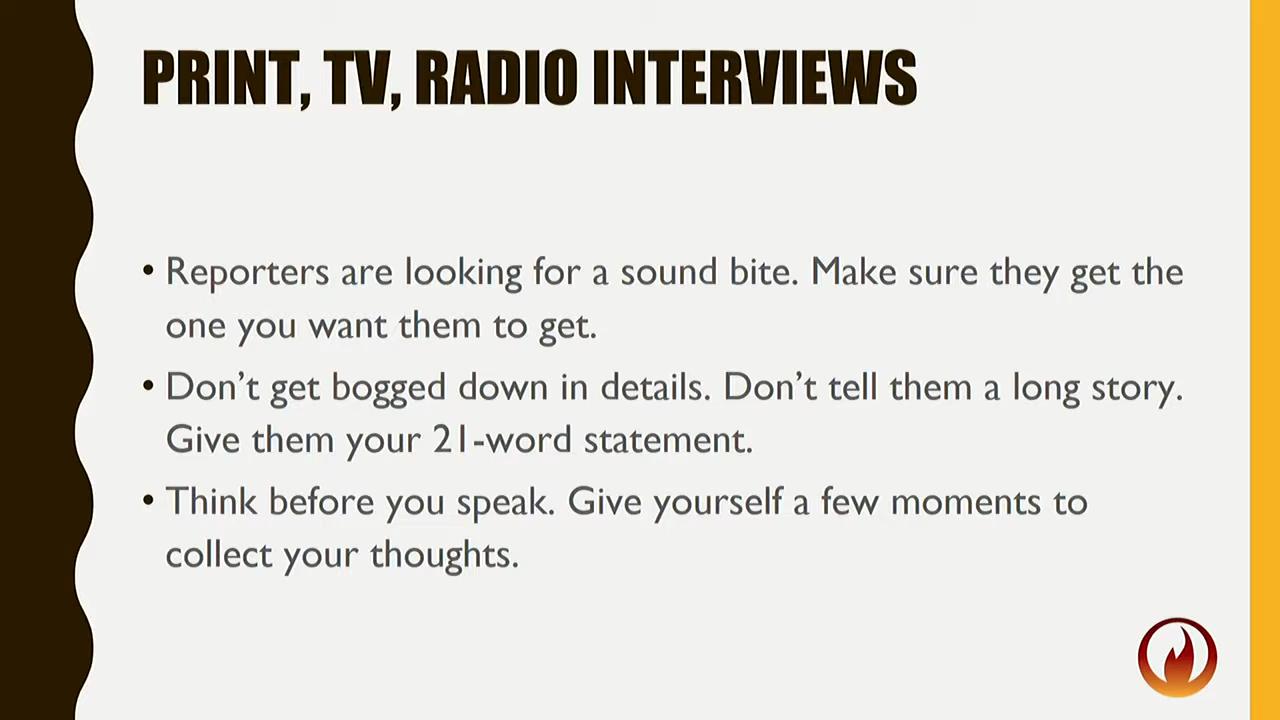 PRINT, TV, RADIO INTERVIEWS
• Reporters are looking for a sound bite. Make sure they get the
one you want them to get.
• Don’t get bogged down in details. Don’t tell them a long story.
Give them your 21-word statement.
• Think before you speak. Give yourself a few moments to
collect your thoughts.